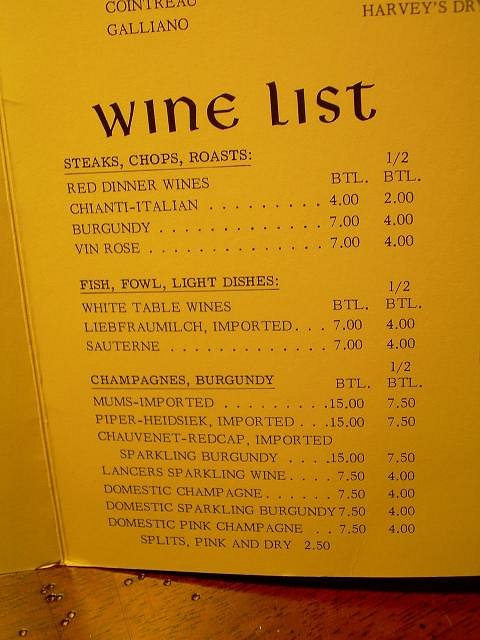 COINTREAU
GALLIANO
HARVEY'S DRY
WINE LIST
STEAKS, CHOPS, ROASTS: 1/2
RED DINNER WINES BTL. BTL.
CHIANTI-ITALIAN . . . . . . . . . 4.00 2.00
BURGUNDY . . . . . . . . . . . . . 7.00 4.00
VIN ROSE . . . . . . . . . . . . . . 7.00 4.00
FISH, FOWL, LIGHT DISHES: 1/2
WHITE TABLE WINES BTL. BTL.
LIEBFRAUMILCH, IMPORTED. . . 7.00 4.00
SAUTERNE . . . . . . . . . . . . . 7.00 4.00
1/2
CHAMPAGNES, BURGUNDY BTL. BTL.
MUMS-IMPORTED . . . . . . . . .15.00 7.50
PIPER-HEIDSIEK, IMPORTED . . .15.00 7.50
CHAUVENET-REDCAP, IMPORTED
SPARKLING BURGUNDY . . . .15.00 7.50
LANCERS SPARKLING WINE . . . . 7.50 4.00
DOMESTIC CHAMPAGNE . . . . . . 7.50 4.00
DOMESTIC SPARKLING BURGUNDY 7.50 4.00
DOMESTIC PINK CHAMPAGNE . . 7.50 4.00
SPLITS, PINK AND DRY 2.50